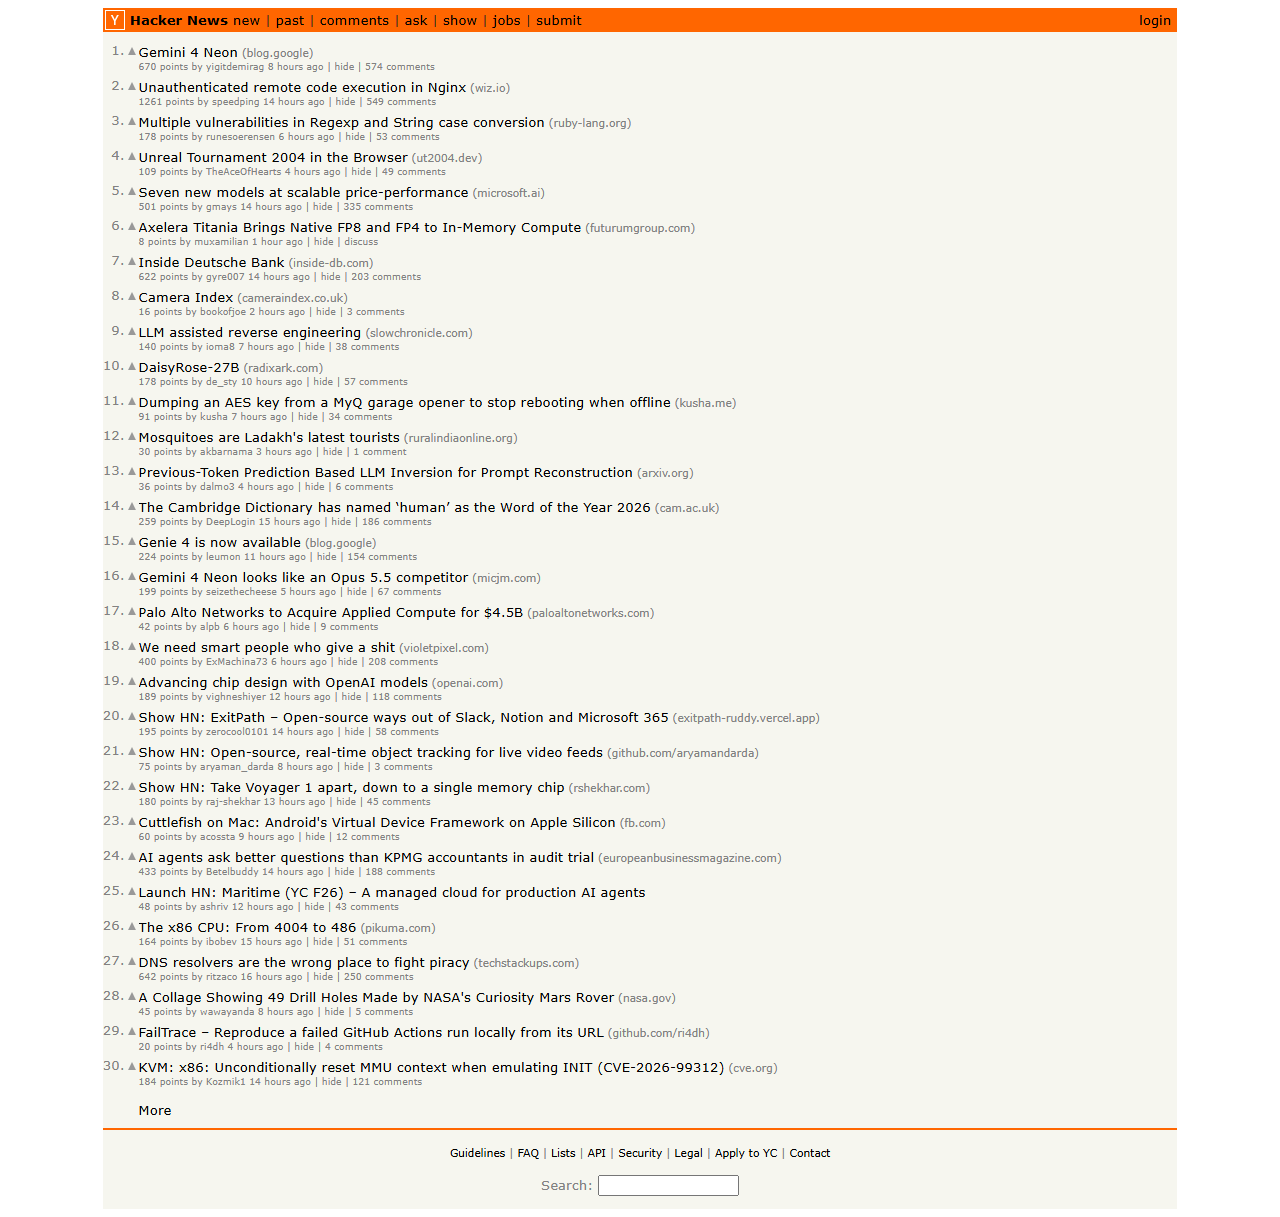 Y Hacker News new | past | comments | ask | show | jobs | submit login
1. Gemini 4 Neon (blog.google)
670 points by yigitdemirag 8 hours ago | hide | 574 comments
2. Unauthenticated remote code execution in Nginx (wiz.io)
1261 points by speedping 14 hours ago | hide | 549 comments
3. Multiple vulnerabilities in Regexp and String case conversion (ruby-lang.org)
178 points by runesoerensen 6 hours ago | hide | 53 comments
4. Unreal Tournament 2004 in the Browser (ut2004.dev)
109 points by TheAceOfHearts 4 hours ago | hide | 49 comments
5. Seven new models at scalable price-performance (microsoft.ai)
501 points by gmays 14 hours ago | hide | 335 comments
6. Axelera Titania Brings Native FP8 and FP4 to In-Memory Compute (futurumgroup.com)
8 points by muxamilian 1 hour ago | hide | discuss
7. Inside Deutsche Bank (inside-db.com)
622 points by gyre007 14 hours ago | hide | 203 comments
8. Camera Index (cameraindex.co.uk)
16 points by bookofjoe 2 hours ago | hide | 3 comments
9. LLM assisted reverse engineering (slowchronicle.com)
140 points by ioma8 7 hours ago | hide | 38 comments
10. DaisyRose-27B (radixark.com)
178 points by de_sty 10 hours ago | hide | 57 comments
11. Dumping an AES key from a MyQ garage opener to stop rebooting when offline (kusha.me)
91 points by kusha 7 hours ago | hide | 34 comments
12. Mosquitoes are Ladakh's latest tourists (ruralindiaonline.org)
30 points by akbarnama 3 hours ago | hide | 1 comment
13. Previous-Token Prediction Based LLM Inversion for Prompt Reconstruction (arxiv.org)
36 points by dalmo3 4 hours ago | hide | 6 comments
14. The Cambridge Dictionary has named ‘human’ as the Word of the Year 2026 (cam.ac.uk)
259 points by DeepLogin 15 hours ago | hide | 186 comments
15. Genie 4 is now available (blog.google)
224 points by leumon 11 hours ago | hide | 154 comments
16. Gemini 4 Neon looks like an Opus 5.5 competitor (micjm.com)
199 points by seizethecheese 5 hours ago | hide | 67 comments
17. Palo Alto Networks to Acquire Applied Compute for $4.5B (paloaltonetworks.com)
42 points by alpb 6 hours ago | hide | 9 comments
18. We need smart people who give a shit (violetpixel.com)
400 points by ExMachina73 6 hours ago | hide | 208 comments
19. Advancing chip design with OpenAI models (openai.com)
189 points by vighneshiyer 12 hours ago | hide | 118 comments
20. Show HN: ExitPath – Open-source ways out of Slack, Notion and Microsoft 365 (exitpath-ruddy.vercel.app)
195 points by zerocool0101 14 hours ago | hide | 58 comments
21. Show HN: Open-source, real-time object tracking for live video feeds (github.com/aryamandarda)
75 points by aryaman_darda 8 hours ago | hide | 3 comments
22. Show HN: Take Voyager 1 apart, down to a single memory chip (rshekhar.com)
180 points by raj-shekhar 13 hours ago | hide | 45 comments
23. Cuttlefish on Mac: Android's Virtual Device Framework on Apple Silicon (fb.com)
60 points by acossta 9 hours ago | hide | 12 comments
24. AI agents ask better questions than KPMG accountants in audit trial (europeanbusinessmagazine.com)
433 points by Betelbuddy 14 hours ago | hide | 188 comments
25. Launch HN: Maritime (YC F26) – A managed cloud for production AI agents
48 points by ashriv 12 hours ago | hide | 43 comments
26. The x86 CPU: From 4004 to 486 (pikuma.com)
164 points by ibobev 15 hours ago | hide | 51 comments
27. DNS resolvers are the wrong place to fight piracy (techstackups.com)
642 points by ritzaco 16 hours ago | hide | 250 comments
28. A Collage Showing 49 Drill Holes Made by NASA's Curiosity Mars Rover (nasa.gov)
45 points by wawayanda 8 hours ago | hide | 5 comments
29. FailTrace – Reproduce a failed GitHub Actions run locally from its URL (github.com/ri4dh)
20 points by ri4dh 4 hours ago | hide | 4 comments
30. KVM: x86: Unconditionally reset MMU context when emulating INIT (CVE-2026-99312) (cve.org)
184 points by Kozmik1 14 hours ago | hide | 121 comments
More
Guidelines | FAQ | Lists | API | Security | Legal | Apply to YC | Contact
Search: